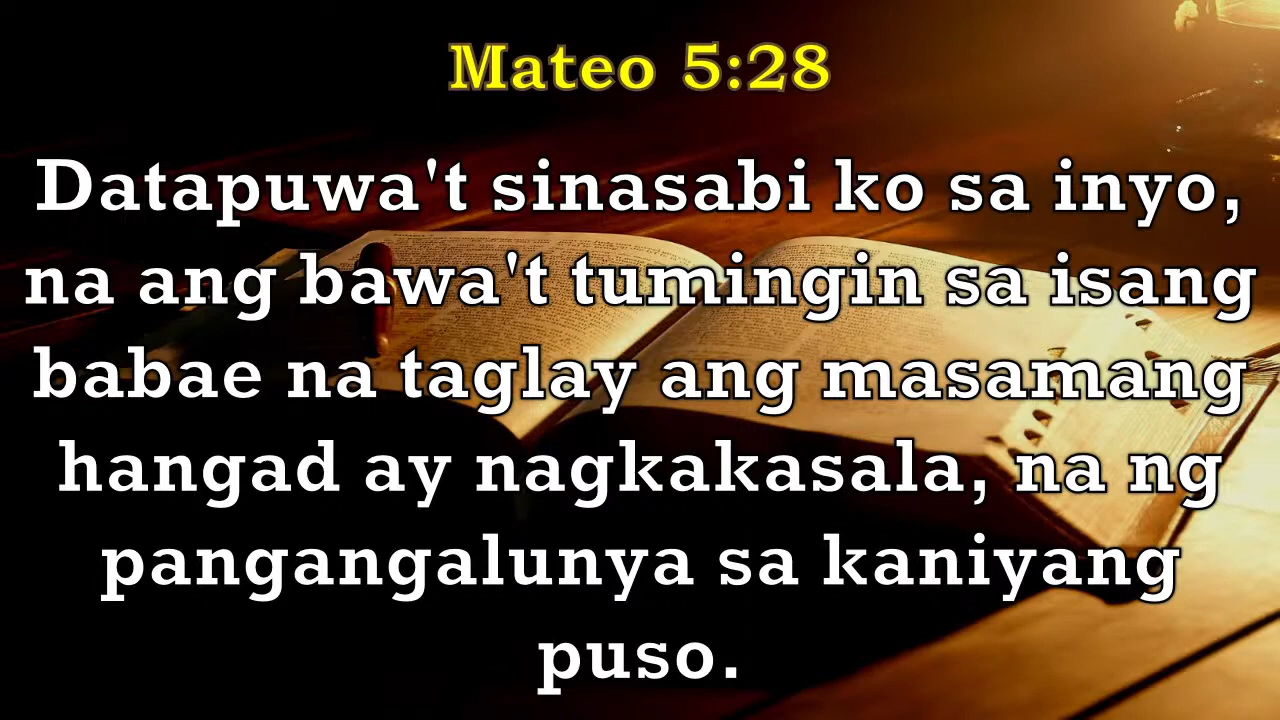 Mateo 5:28
Datapuwa't sinasabi ko sa inyo,
na ang bawa't tumingin sa isang
babae na taglay ang masamang
hangad ay nagkakasala, na ng
pangangalunya sa kaniyang
puso.